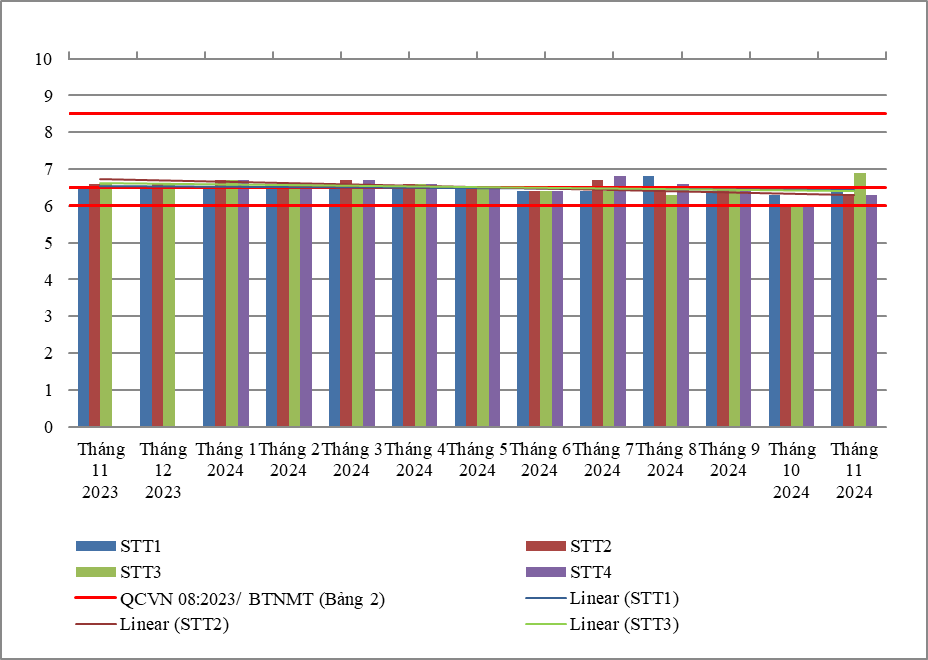 10
9
8
7
6
5
4
3
2
1
0
Tháng 11 2023
Tháng 12 2023
Tháng 1 2024
Tháng 2 2024
Tháng 3 2024
Tháng 4 2024
Tháng 5 2024
Tháng 6 2024
Tháng 7 2024
Tháng 8 2024
Tháng 9 2024
Tháng 10 2024
Tháng 11 2024
STT1
STT2
STT3
STT4
QCVN 08:2023/ BTNMT (Bảng 2)
Linear (STT1)
Linear (STT2)
Linear (STT3)